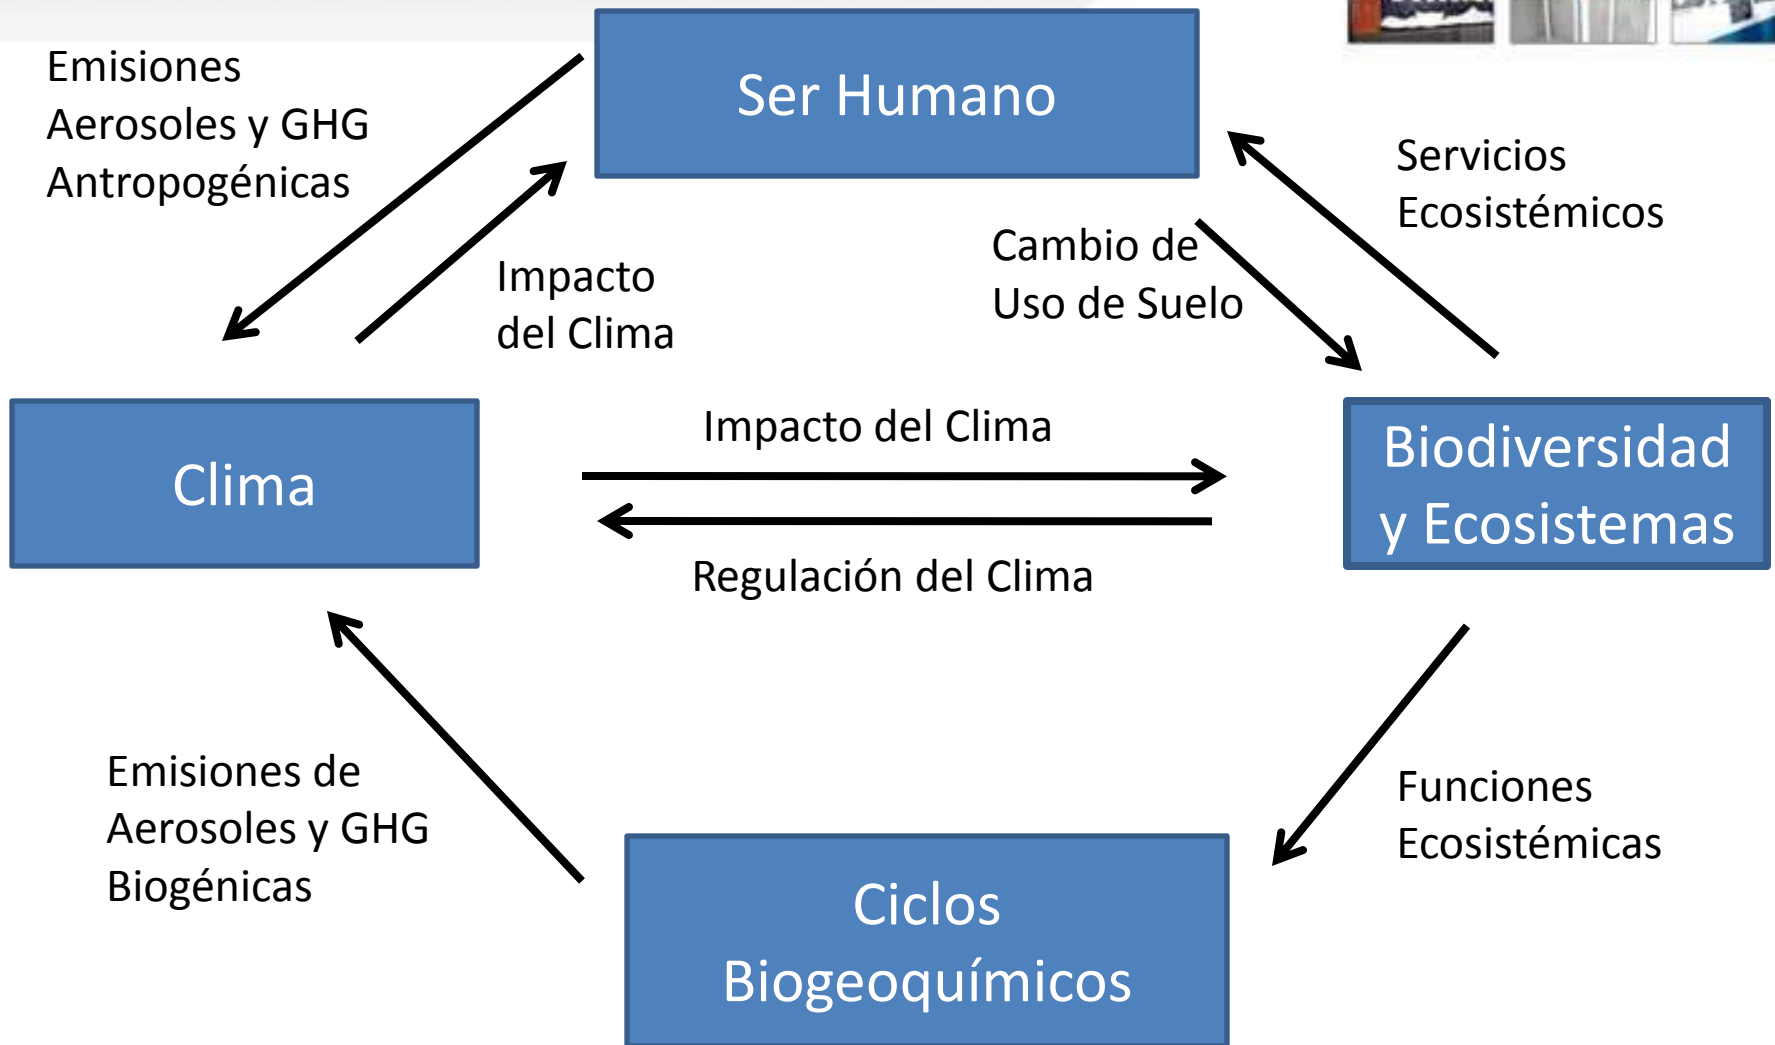 Emisiones
Aerosoles y GHG
Antropogénicas
Ser Humano
Servicios
Ecosistémicos
Impacto
del Clima
Cambio de
Uso de Suelo
Clima
Impacto del Clima
Regulación del Clima
Biodiversidad
y Ecosistemas
Emisiones de
Aerosoles y GHG
Biogénicas
Funciones
Ecosistémicas
Ciclos
Biogeoquímicos